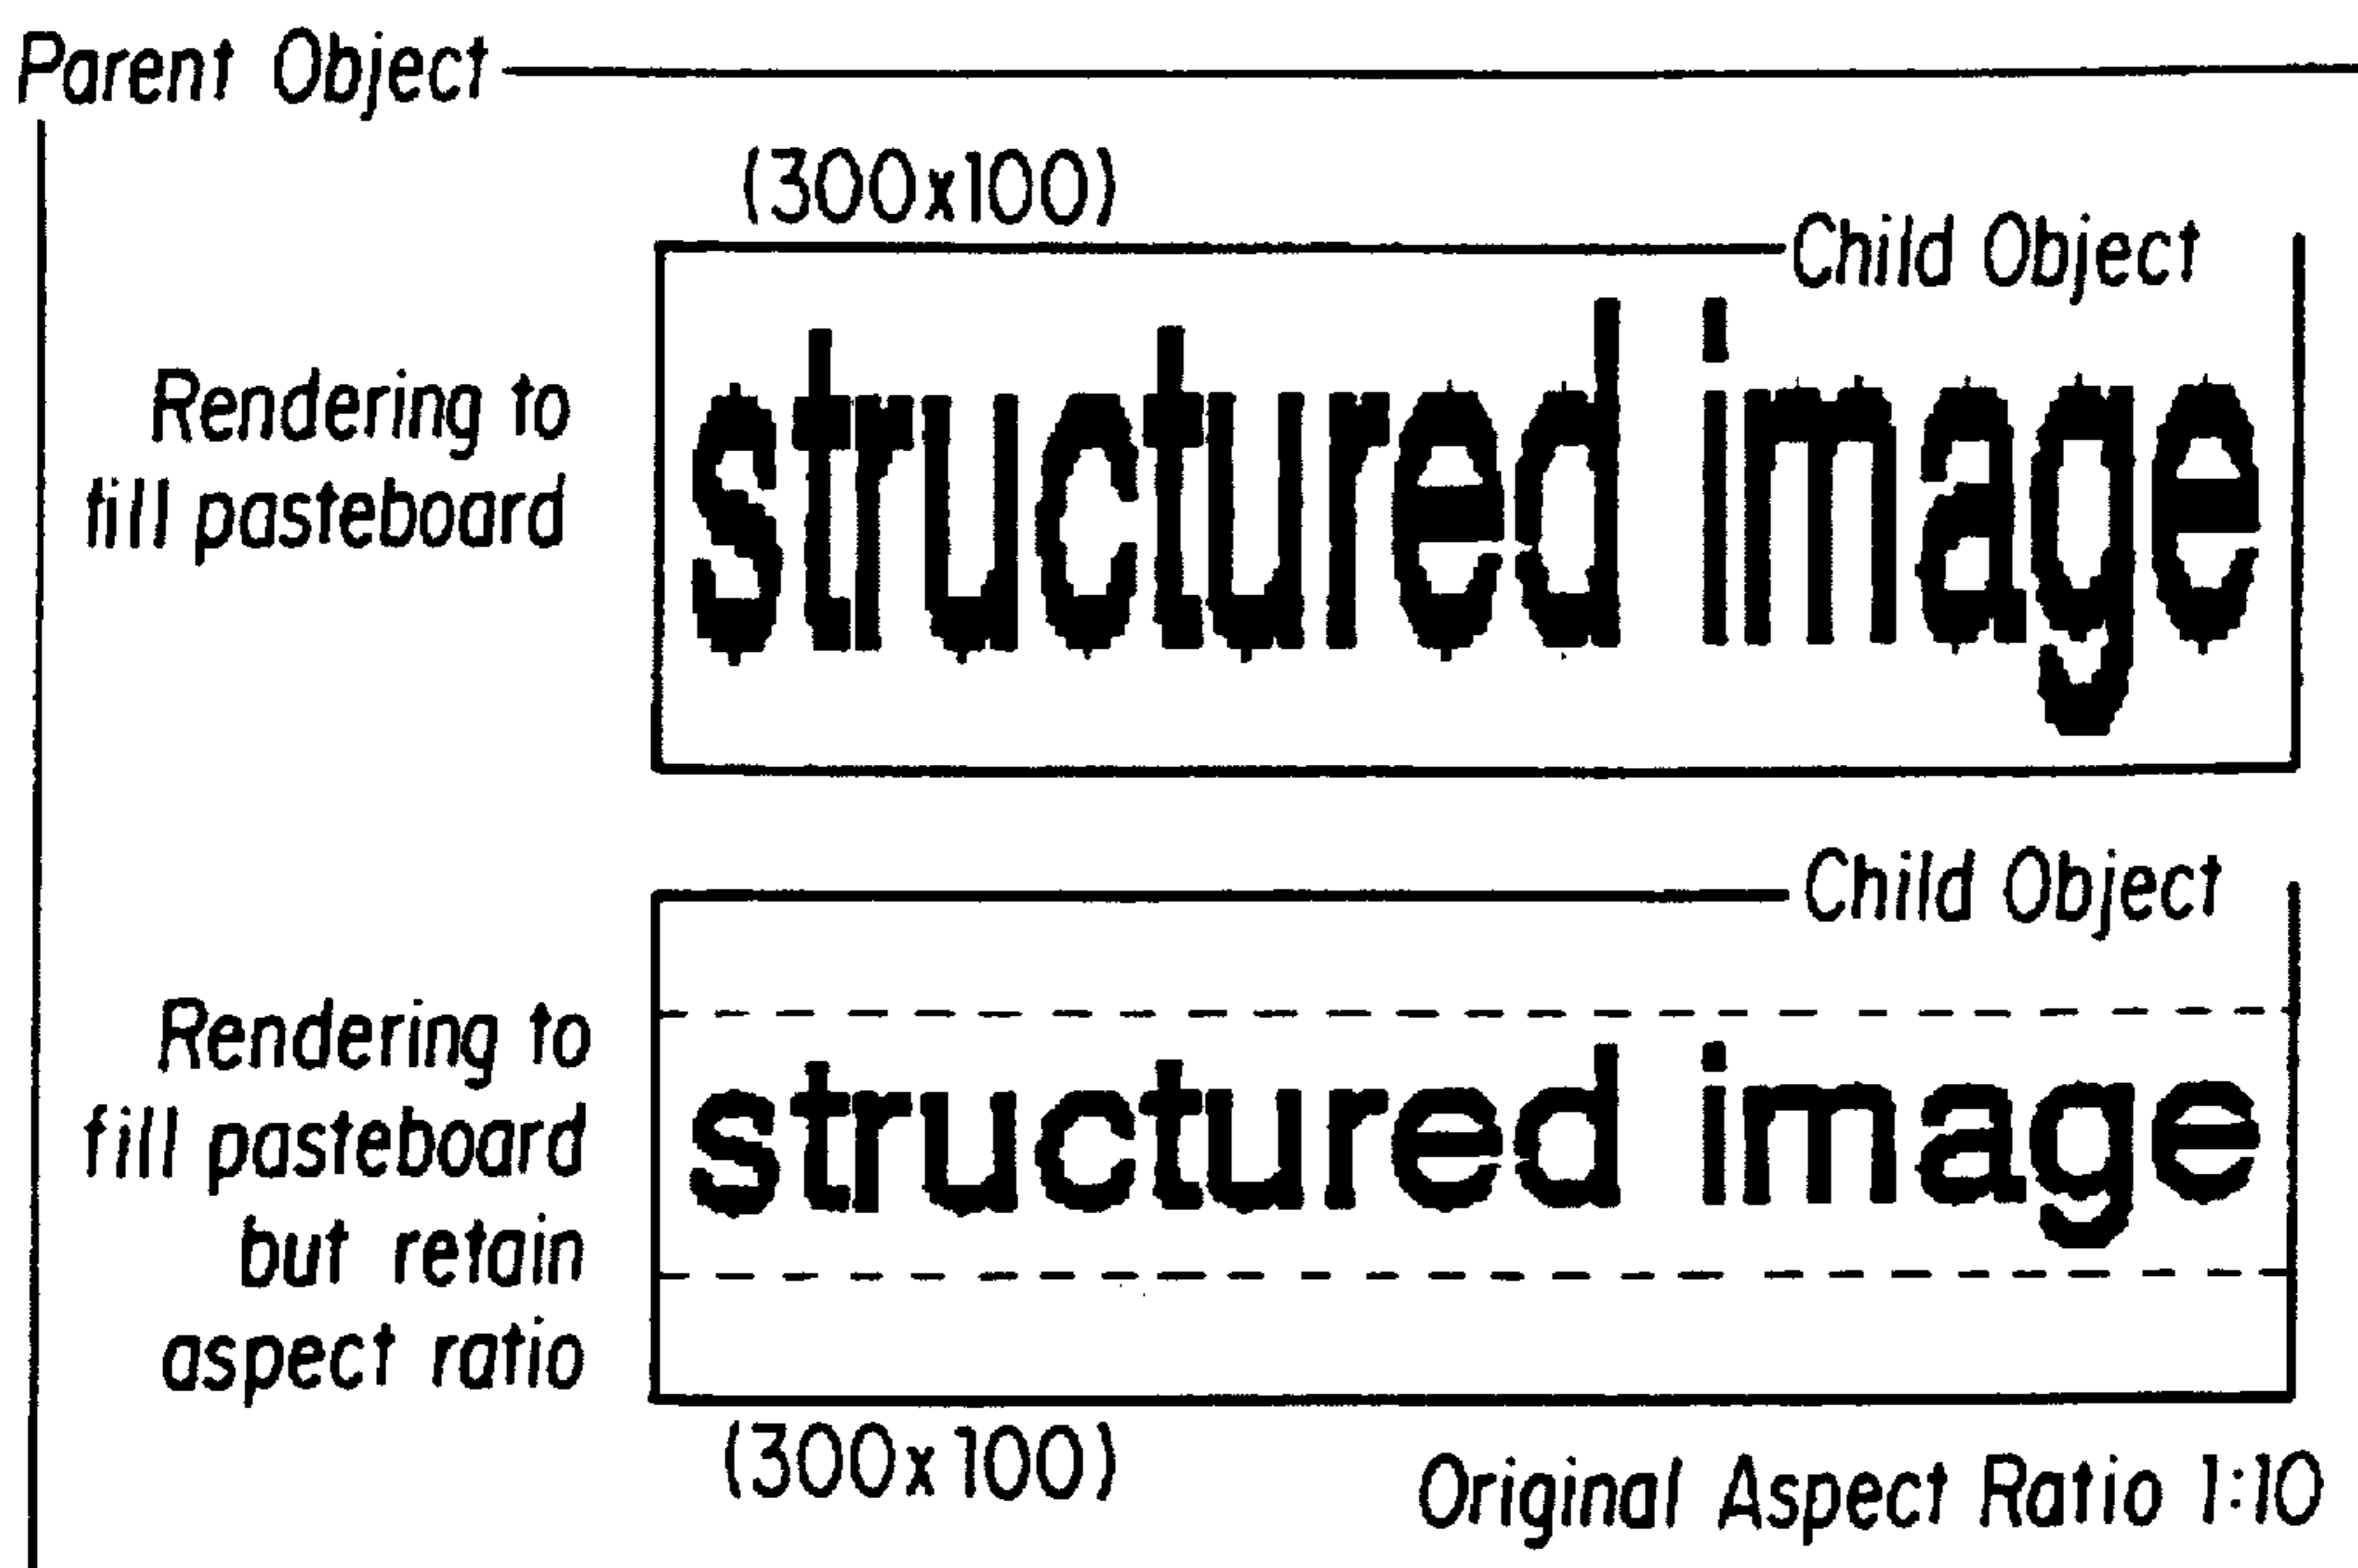 Parent Object
(300x100)
Child Object
Rendering to
fill pasteboard
structured image
Child Object
Rendering to
fill pasteboard
but retain
aspect ratio
structured image
(300x100)
Original Aspect Ratio 1:10